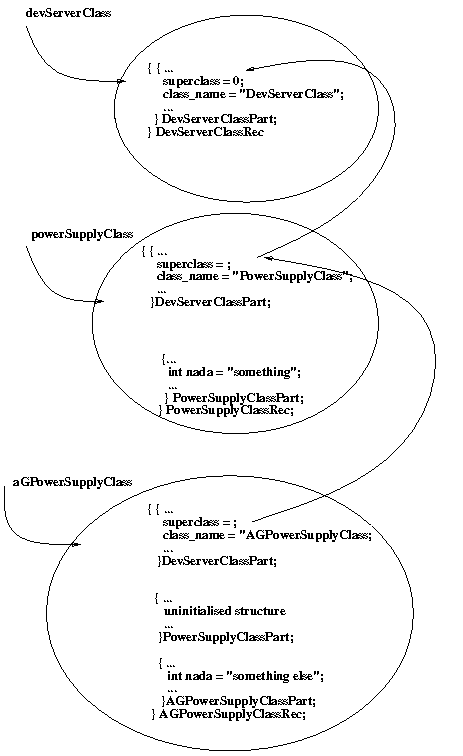 devServerClass
{ { ...
superclass = 0;
class_name = "DevServerClass";
...
} DevServerClassPart;
} DevServerClassRec
powerSupplyClass
{ { ...
superclass = ;
class_name = "PowerSupplyClass";
...
}DevServerClassPart;
{...
int nada = "something";
...
} PowerSupplyClassPart;
} PowerSupplyClassRec;
aGPowerSupplyClass
{ { ...
superclass = ;
class_name = "AGPowerSupplyClass;
...
}DevServerClassPart;
{ ...
uninitialised structure
...
}PowerSupplyClassPart;
{ ...
int nada = "something else";
...
}AGPowerSupplyClassPart;
} AGPowerSupplyClassRec;